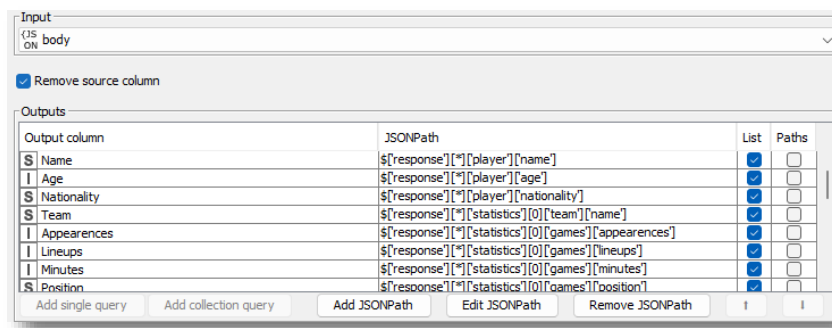 Input
{JS
ON body
Remove source column
Outputs
Output column JSONPath List Paths
S Name $['response'][*]['player']['name']
I Age $['response'][*]['player']['age']
S Nationality $['response'][*]['player']['nationality']
S Team $['response'][*]['statistics'][0]['team']['name']
I Appearences $['response'][*]['statistics'][0]['games']['appearences']
I Lineups $['response'][*]['statistics'][0]['games']['lineups']
I Minutes $['response'][*]['statistics'][0]['games']['minutes']
S Position $['response'][*]['statistics'][0]['games']['position']
Add single query Add collection query Add JSONPath Edit JSONPath Remove JSONPath